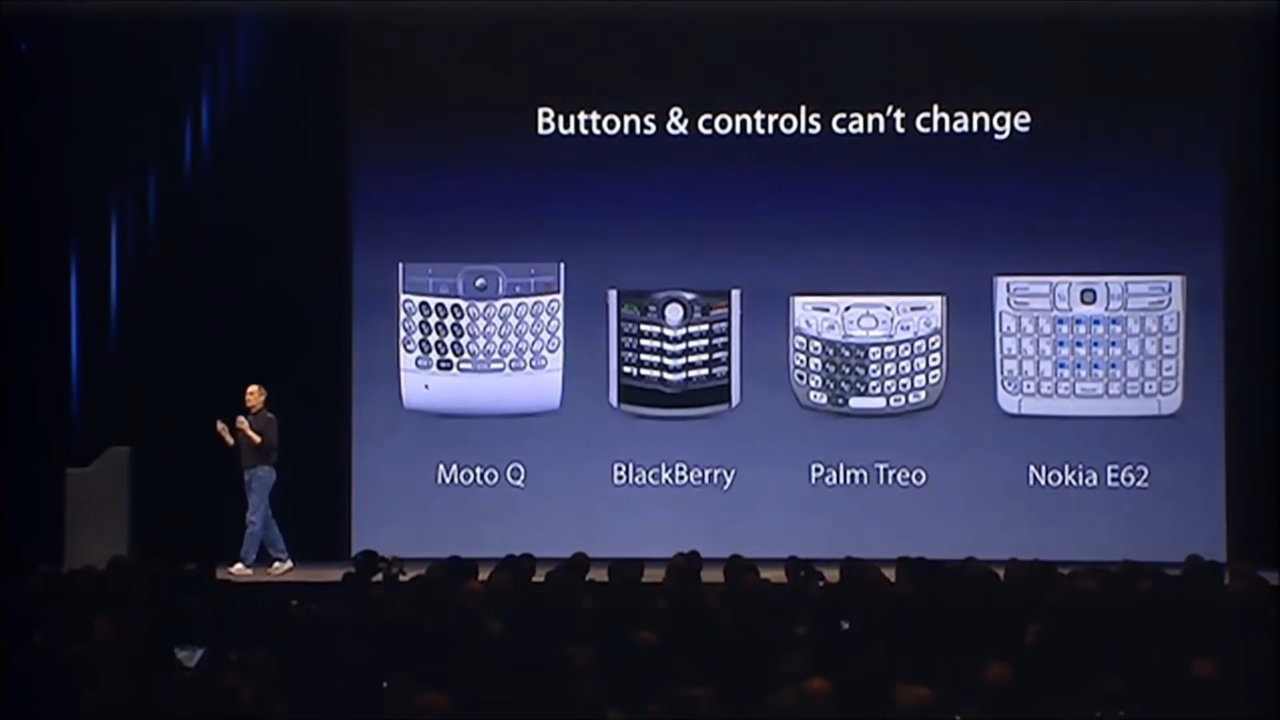 Buttons & controls can't change
Moto Q
BlackBerry
Palm Treo
Nokia E62